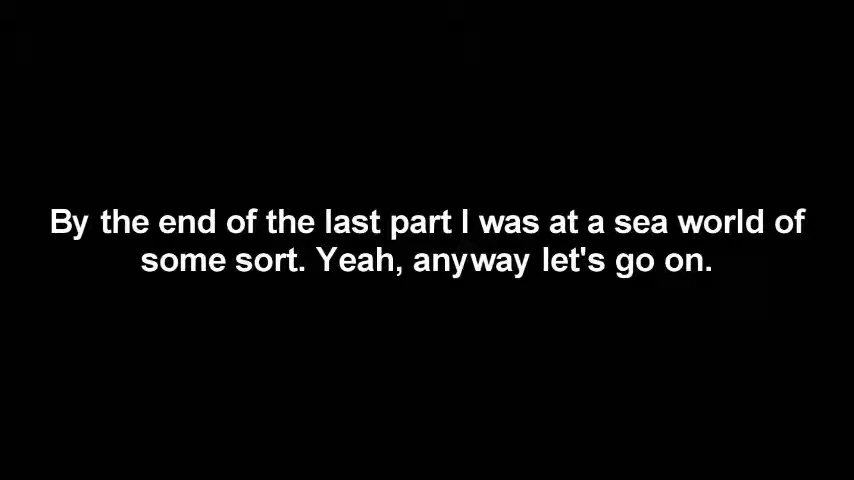 By the end of the last part I was at a sea world of
some sort. Yeah, anyway let's go on.